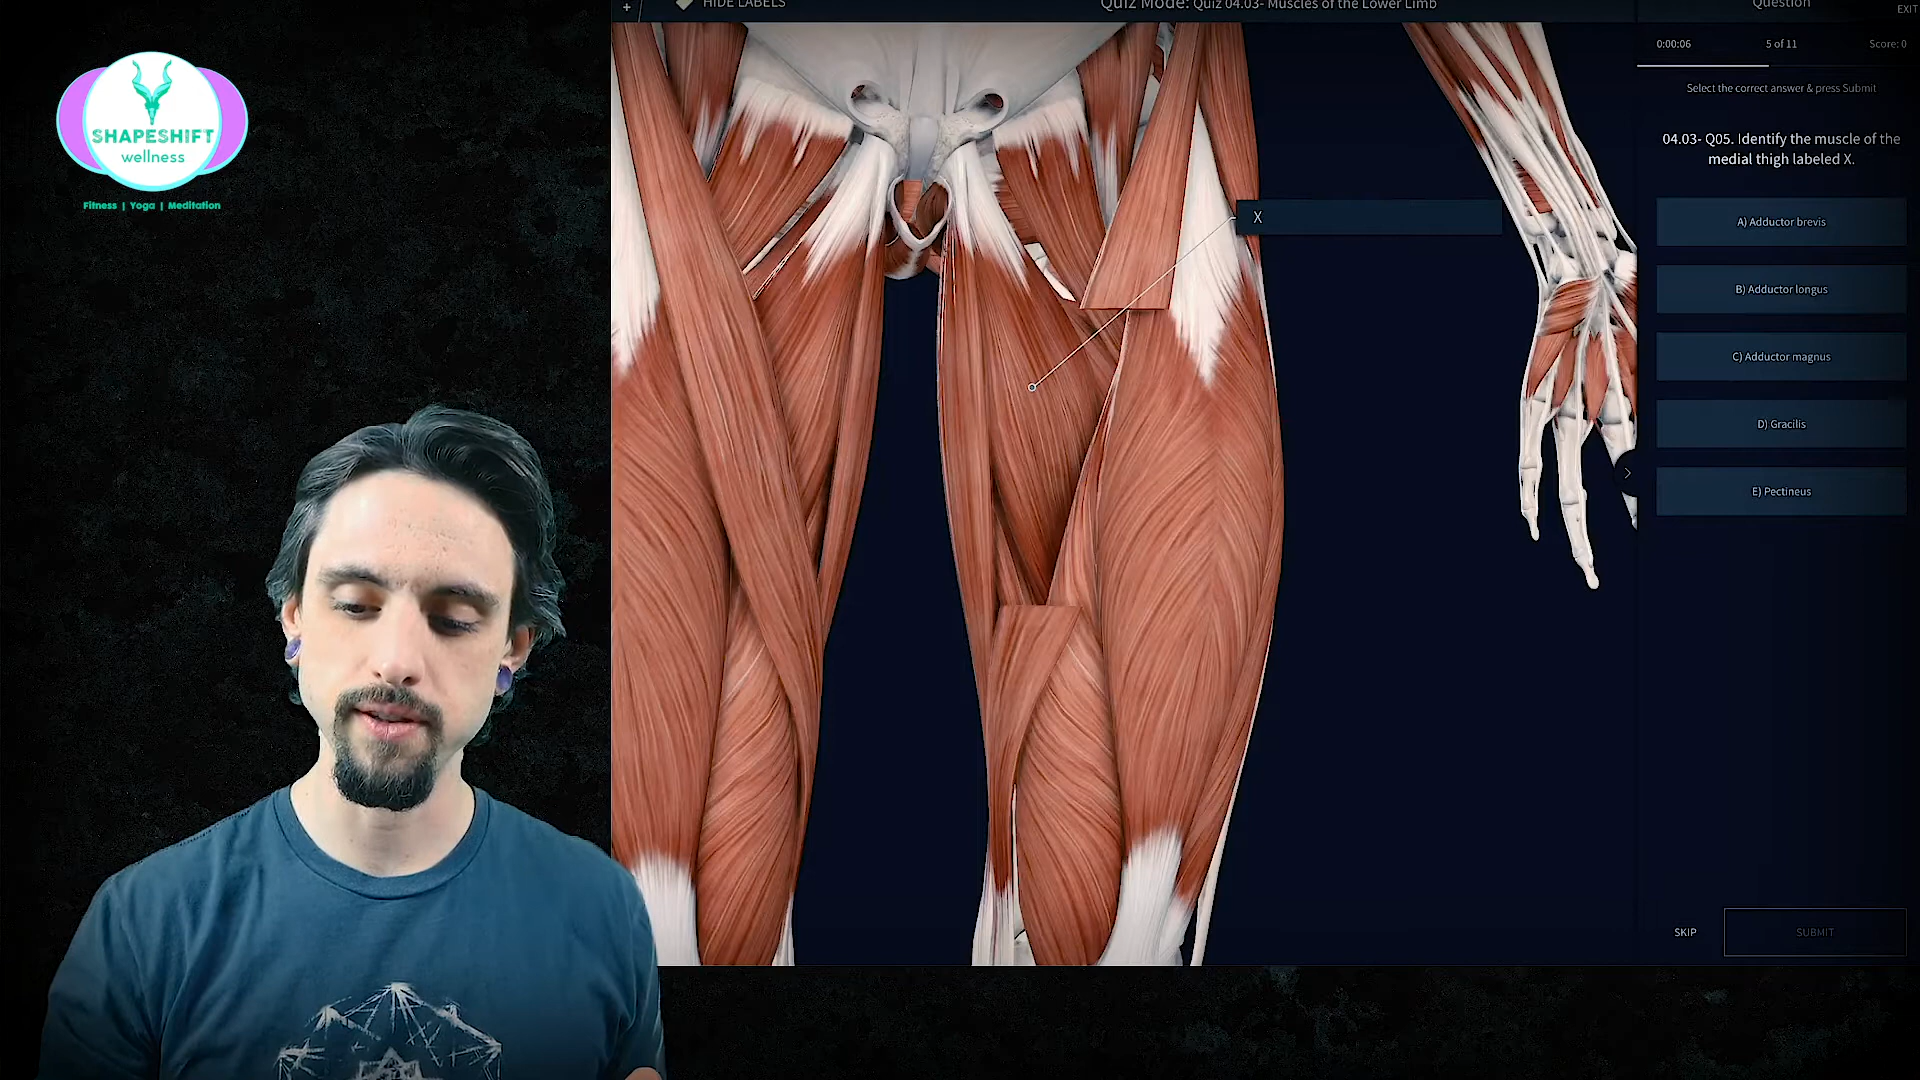 SHAPESHIFT
wellness
Fitness | Yoga | Meditation
+
HIDE LABELS
Quiz Mode: Quiz 04.03- Muscles of the Lower Limb
Question
EXIT
0:00:06
5 of 11
Score: 0
Select the correct answer & press Submit
04.03- Q05. Identify the muscle of the
medial thigh labeled X.
X
A) Adductor brevis
B) Adductor longus
C) Adductor magnus
D) Gracilis
E) Pectineus
SKIP
SUBMIT